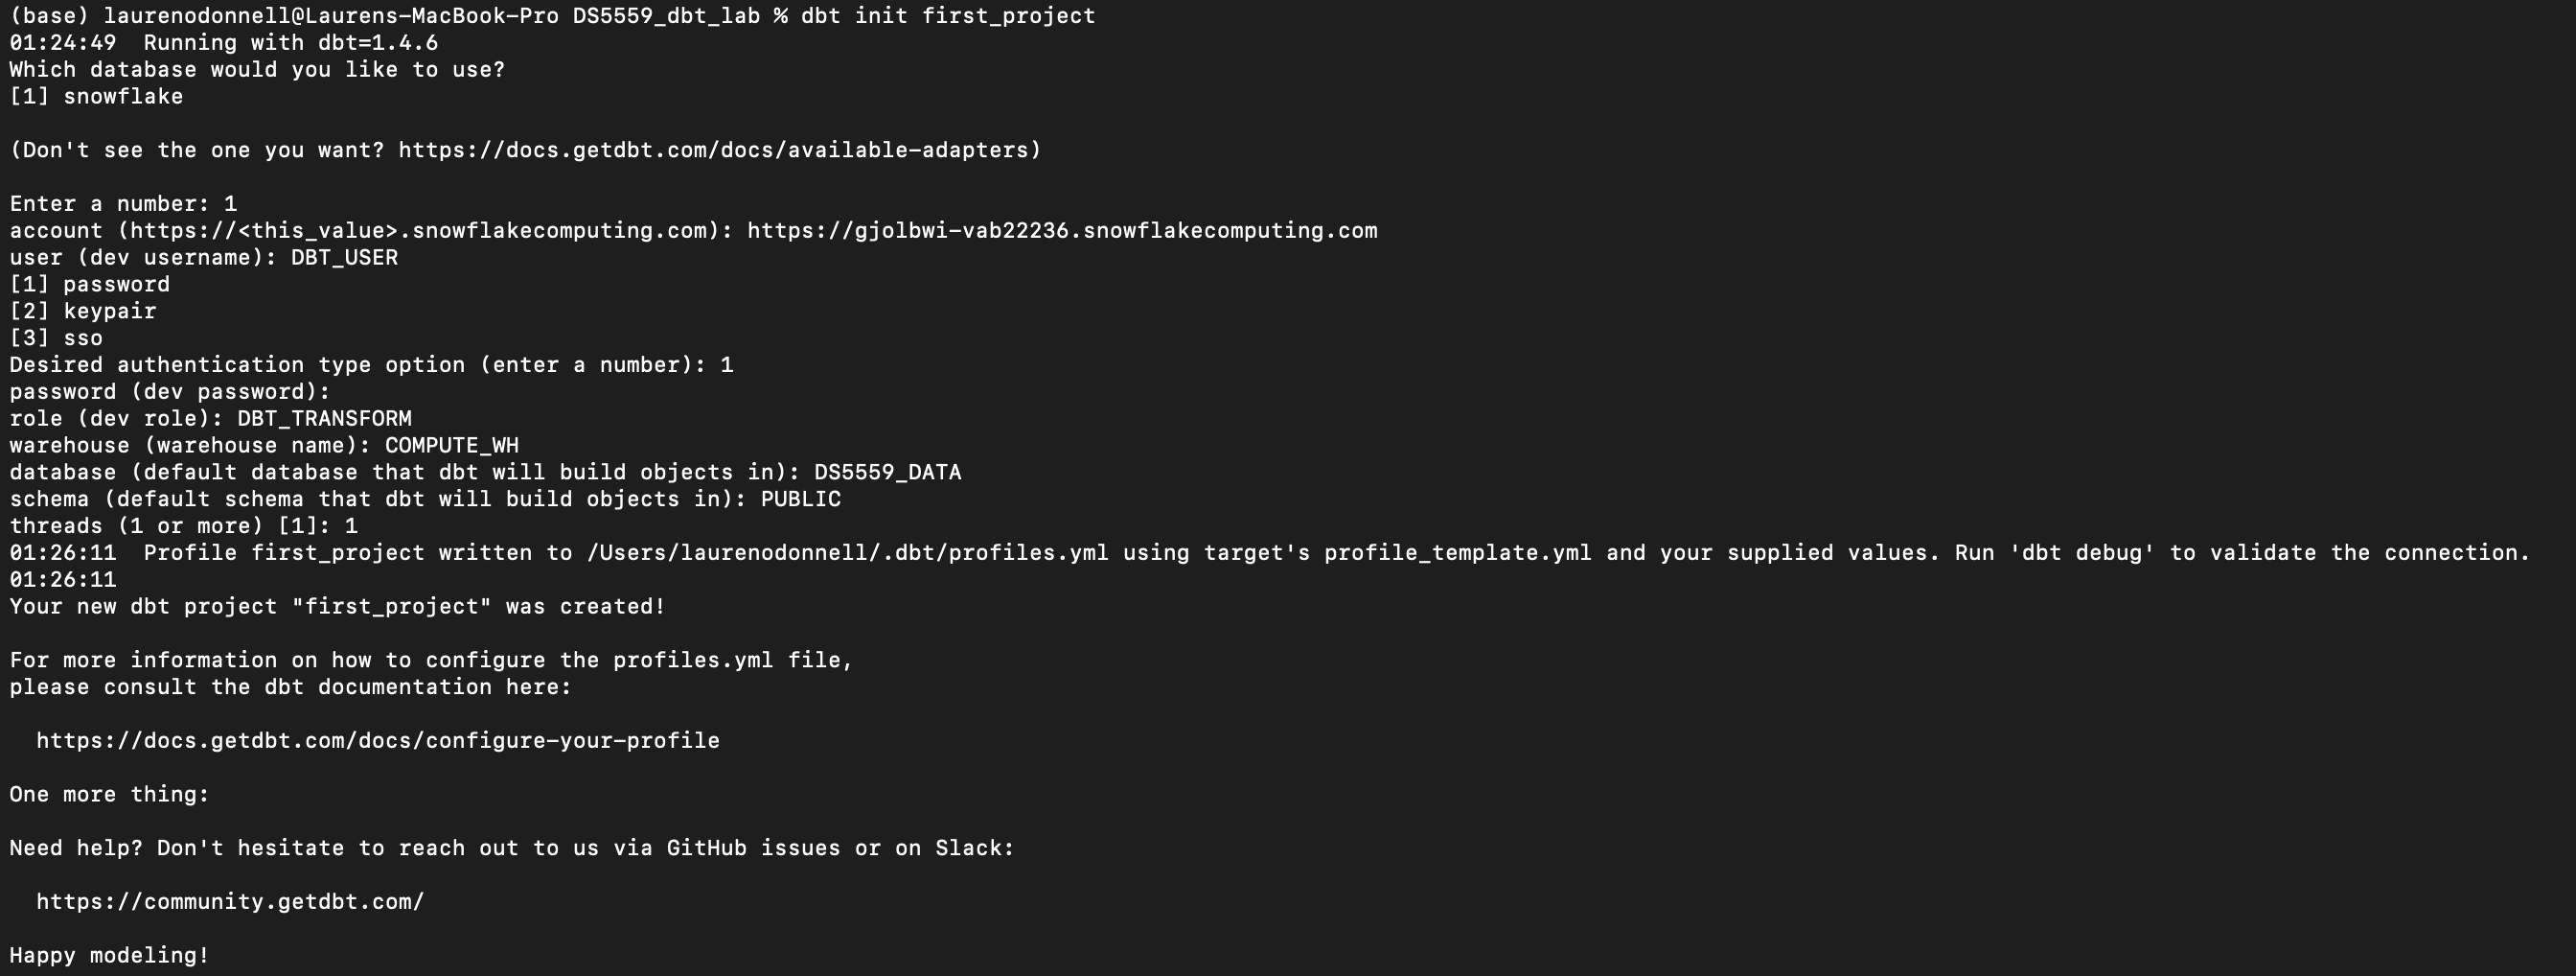 (base) laurenodonnell@Laurens-MacBook-Pro DS5559_dbt_lab % dbt init first_project
01:24:49  Running with dbt=1.4.6
Which database would you like to use?
[1] snowflake
(Don't see the one you want? https://docs.getdbt.com/docs/available-adapters)
Enter a number: 1
account (https://<this_value>.snowflakecomputing.com): https://gjolbwi-vab22236.snowflakecomputing.com
user (dev username): DBT_USER
[1] password
[2] keypair
[3] sso
Desired authentication type option (enter a number): 1
password (dev password):
role (dev role): DBT_TRANSFORM
warehouse (warehouse name): COMPUTE_WH
database (default database that dbt will build objects in): DS5559_DATA
schema (default schema that dbt will build objects in): PUBLIC
threads (1 or more) [1]: 1
01:26:11  Profile first_project written to /Users/laurenodonnell/.dbt/profiles.yml using target's profile_template.yml and your supplied values. Run 'dbt debug' to validate the connection.
01:26:11
Your new dbt project "first_project" was created!
For more information on how to configure the profiles.yml file,
please consult the dbt documentation here:
  https://docs.getdbt.com/docs/configure-your-profile
One more thing:
Need help? Don't hesitate to reach out to us via GitHub issues or on Slack:
  https://community.getdbt.com/
Happy modeling!